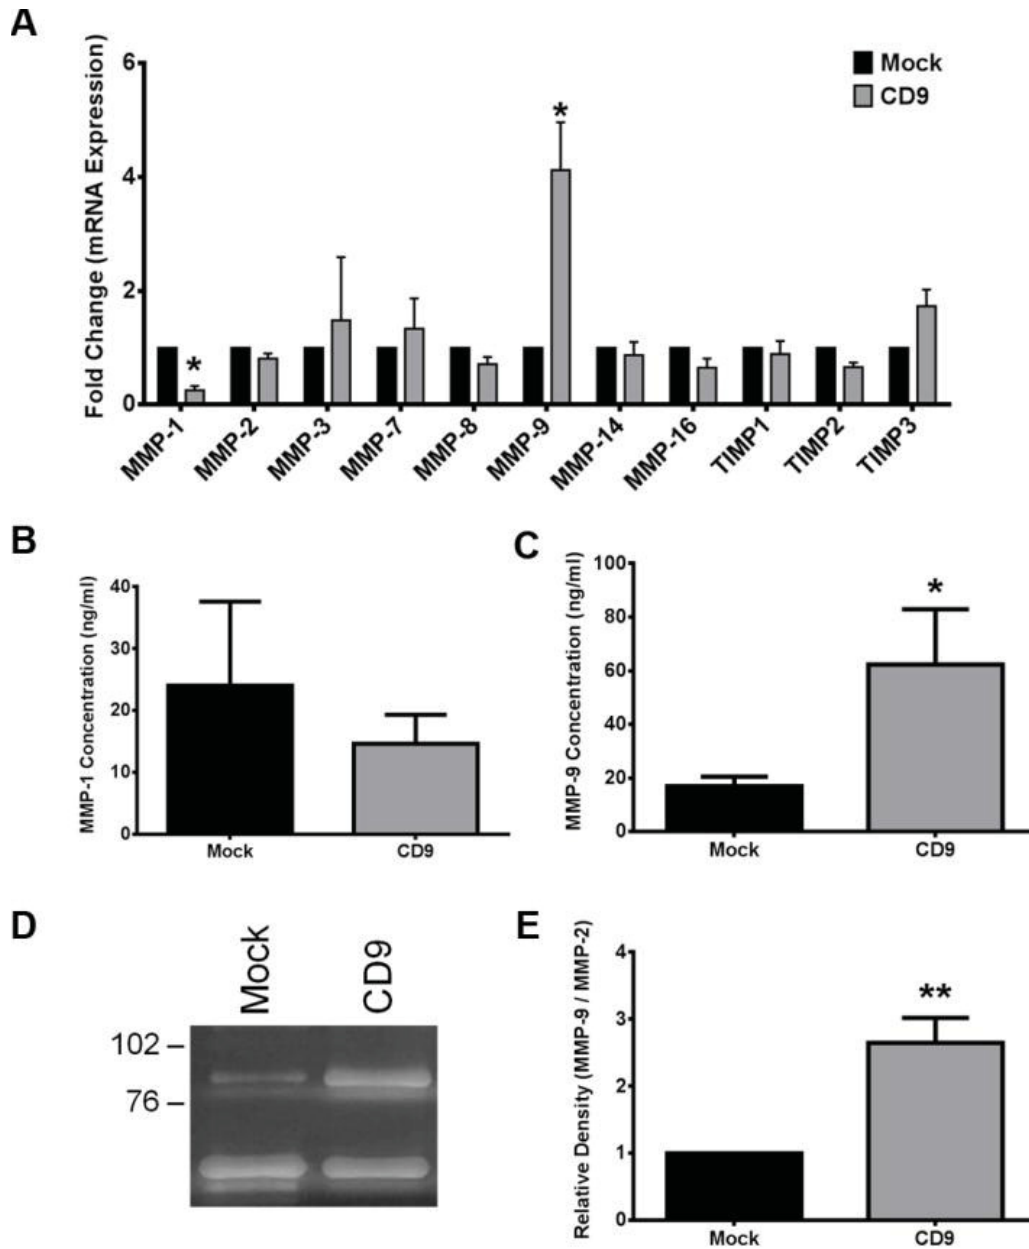 A
Fold Change (mRNA Expression)
6
4
2
0
Mock
CD9
*
*
MMP-1
MMP-2
MMP-3
MMP-7
MMP-8
MMP-9
MMP-14
MMP-16
TIMP1
TIMP2
TIMP3
B
MMP-1 Concentration (ng/ml)
40
30
20
10
0
Mock
CD9
C
MMP-9 Concentration (ng/ml)
100
80
60
40
20
0
*
Mock
CD9
D
Mock
CD9
102 –
76 –
E
Relative Density (MMP-9 / MMP-2)
4
3
2
1
0
**
Mock
CD9